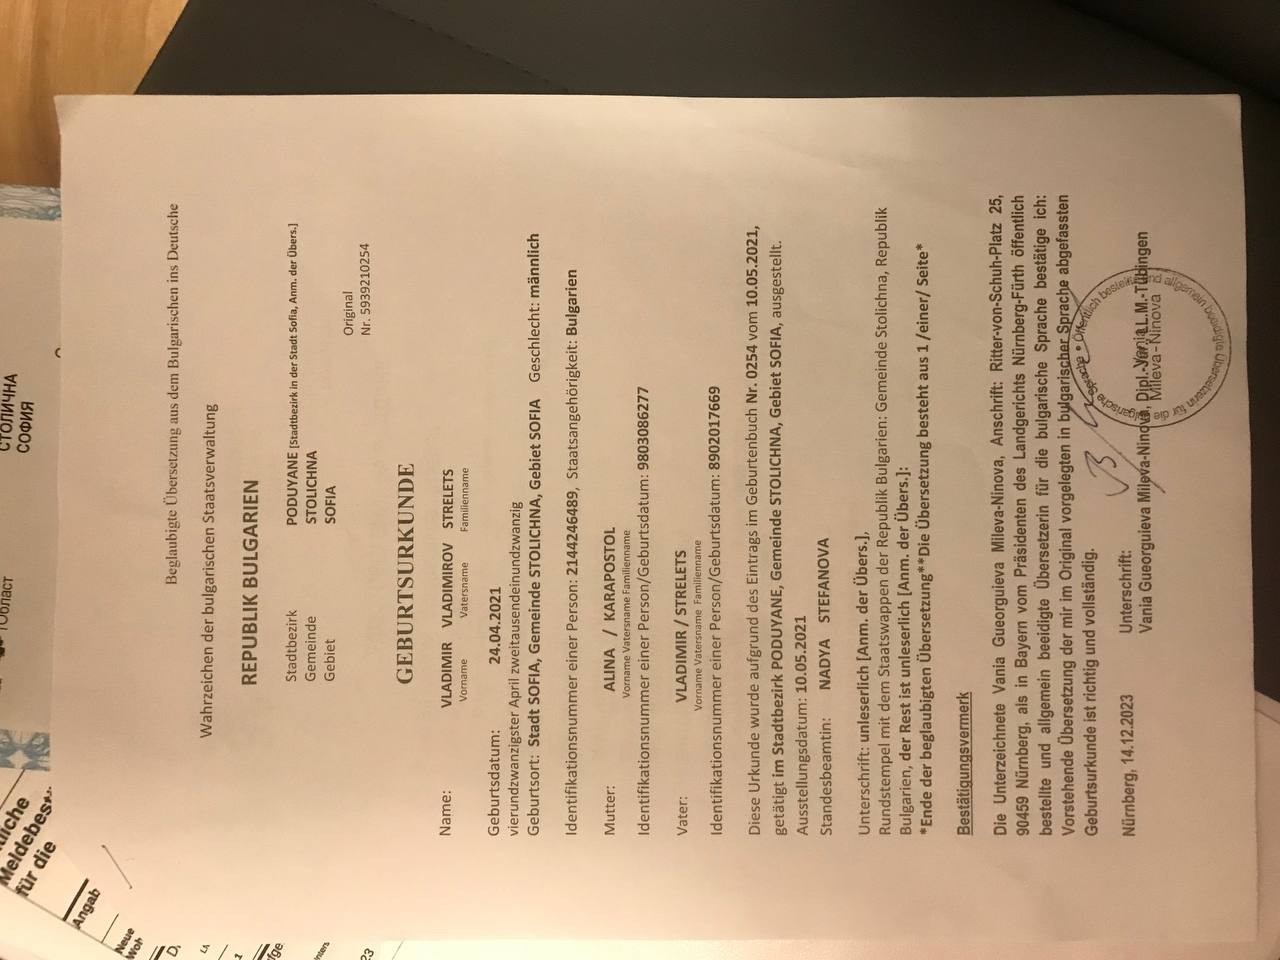 Beglaubigte Übersetzung aus dem Bulgarischen ins Deutsche
Wahrzeichen der bulgarischen Staatsverwaltung
REPUBLIK BULGARIEN
Stadtbezirk PODUYANE [Stadtbezirk in der Stadt Sofia, Anm. der Übers.]
Gemeinde STOLICHNA
Gebiet SOFIA
Original
Nr. 5939210254
GEBURTSURKUNDE
Name: VLADIMIR VLADIMIROV STRELETS
Vorname Vatersname Familienname
Geburtsdatum: 24.04.2021
vierundzwanzigster April zweitausendeinundzwanzig
Geburtsort: Stadt SOFIA, Gemeinde STOLICHNA, Gebiet SOFIA Geschlecht: männlich
Identifikationsnummer einer Person: 2144246489, Staatsangehörigkeit: Bulgarien
Mutter: ALINA / KARAPOSTOL
Vorname Vatersname Familienname
Identifikationsnummer einer Person/Geburtsdatum: 9803086277
Vater: VLADIMIR / STRELETS
Vorname Vatersname Familienname
Identifikationsnummer einer Person/Geburtsdatum: 8902017669
Diese Urkunde wurde aufgrund des Eintrags im Geburtenbuch Nr. 0254 vom 10.05.2021,
getätigt im Stadtbezirk PODUYANE, Gemeinde STOLICHNA, Gebiet SOFIA, ausgestellt.
Ausstellungsdatum: 10.05.2021
Standesbeamtin: NADYA STEFANOVA
Unterschrift: unleserlich [Anm. der Übers.],
Rundstempel mit dem Staatswappen der Republik Bulgarien: Gemeinde Stolichna, Republik
Bulgarien, der Rest ist unleserlich [Anm. der Übers.]:
*Ende der beglaubigten Übersetzung**Die Übersetzung besteht aus 1 /einer/ Seite*
Bestätigungsvermerk
Die Unterzeichnete Vania Gueorguieva Mileva-Ninova, Anschrift: Ritter-von-Schuh-Platz 25,
90459 Nürnberg, als in Bayern vom Präsidenten des Landgerichts Nürnberg-Fürth öffentlich
bestellte und allgemein beeidigte Übersetzerin für die bulgarische Sprache bestätige ich:
Vorstehende Übersetzung der mir im Original vorgelegten in bulgarischer Sprache abgefassten
Geburtsurkunde ist richtig und vollständig.
Nürnberg, 14.12.2023 Unterschrift:
Vania Gueorguieva Mileva-Ninova, Dipl.-Ing., L.M.-Tübingen
Öffentlich bestellte und allgemein beeidigte Übersetzerin für die bulgarische Sprache
Vania
Mileva-Ninova
СТОЛИЧНА
СОФИЯ
Meldebes
für die
Angab
Neue
Woh
D,
LA
1